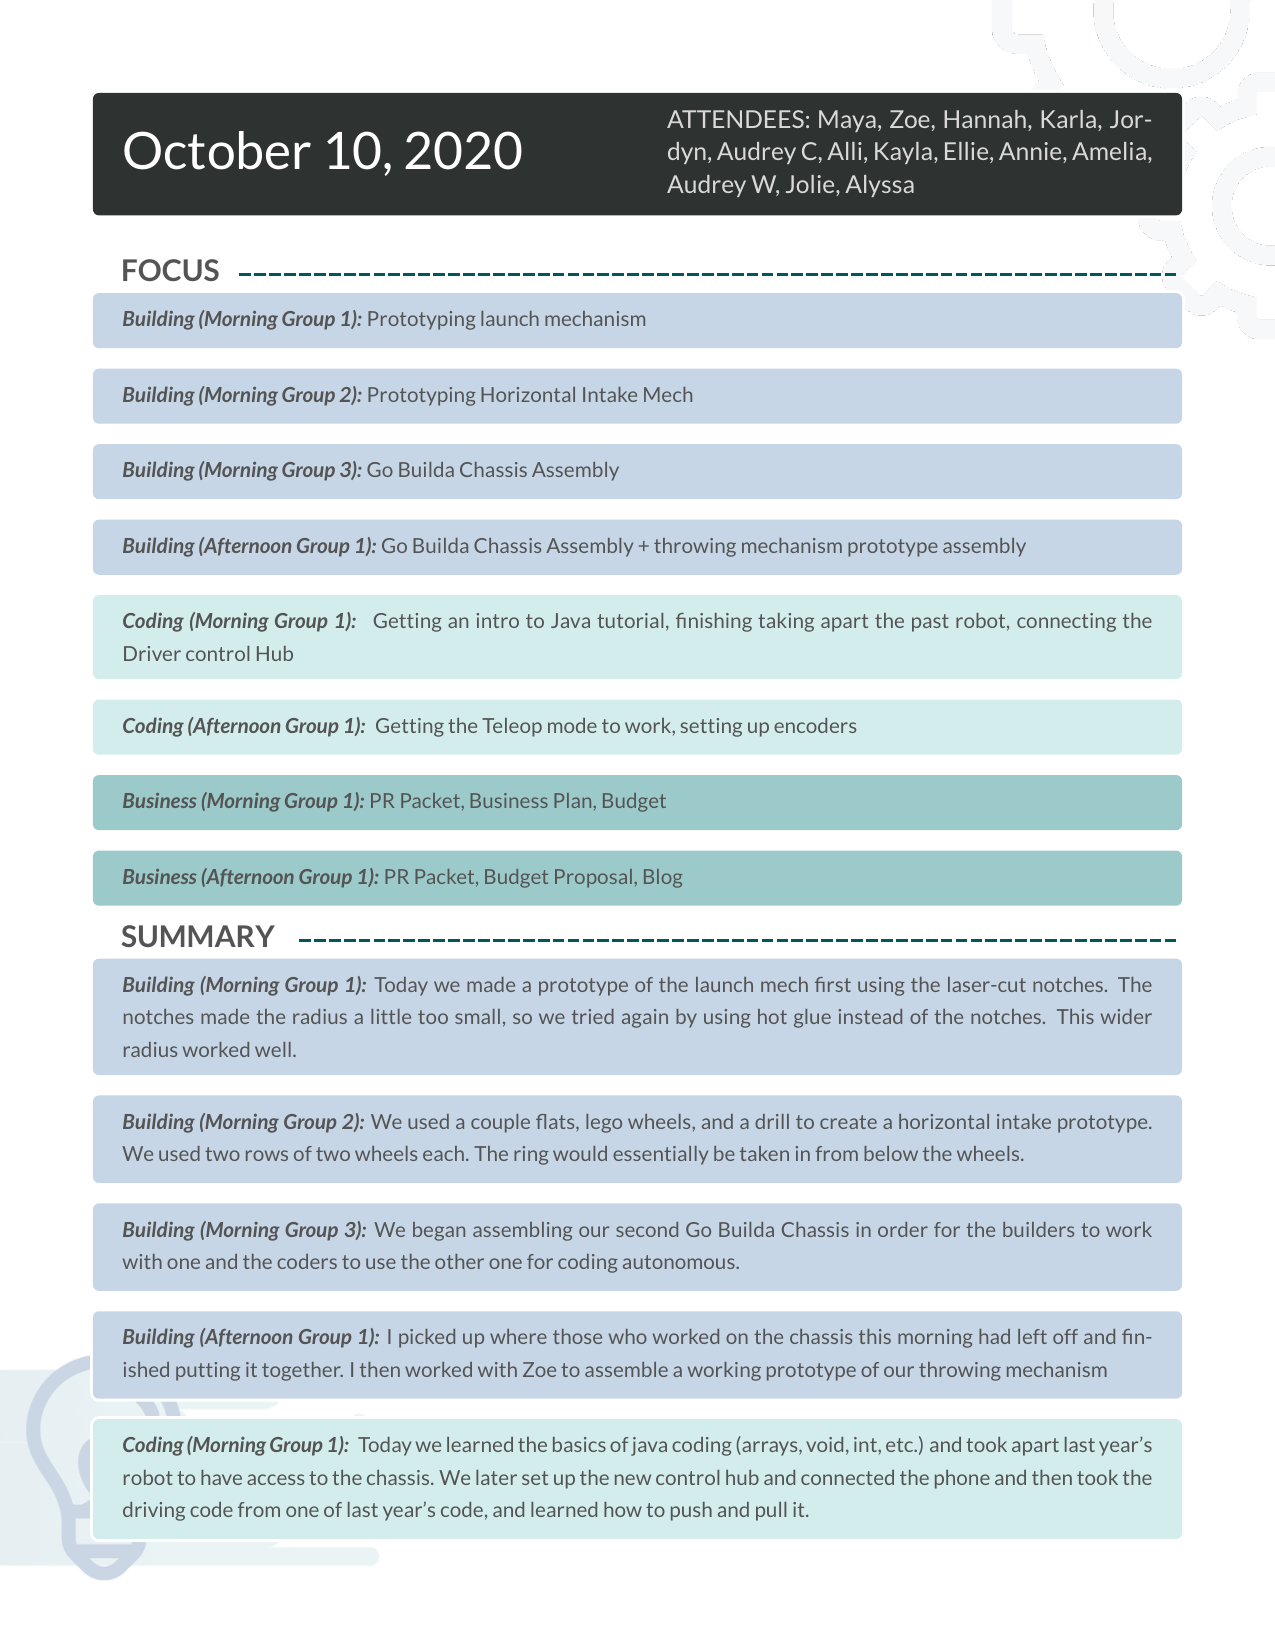 October 10, 2020
ATTENDEES: Maya, Zoe, Hannah, Karla, Jor-
dyn, Audrey C, Alli, Kayla, Ellie, Annie, Amelia,
Audrey W, Jolie, Alyssa
FOCUS
Building (Morning Group 1): Prototyping launch mechanism
Building (Morning Group 2): Prototyping Horizontal Intake Mech
Building (Morning Group 3): Go Builda Chassis Assembly
Building (Afternoon Group 1): Go Builda Chassis Assembly + throwing mechanism prototype assembly
Coding (Morning Group 1): Getting an intro to Java tutorial, finishing taking apart the past robot, connecting the
Driver control Hub
Coding (Afternoon Group 1): Getting the Teleop mode to work, setting up encoders
Business (Morning Group 1): PR Packet, Business Plan, Budget
Business (Afternoon Group 1): PR Packet, Budget Proposal, Blog
SUMMARY
Building (Morning Group 1): Today we made a prototype of the launch mech first using the laser-cut notches. The
notches made the radius a little too small, so we tried again by using hot glue instead of the notches. This wider
radius worked well.
Building (Morning Group 2): We used a couple flats, lego wheels, and a drill to create a horizontal intake prototype.
We used two rows of two wheels each. The ring would essentially be taken in from below the wheels.
Building (Morning Group 3): We began assembling our second Go Builda Chassis in order for the builders to work
with one and the coders to use the other one for coding autonomous.
Building (Afternoon Group 1): I picked up where those who worked on the chassis this morning had left off and fin-
ished putting it together. I then worked with Zoe to assemble a working prototype of our throwing mechanism
Coding (Morning Group 1): Today we learned the basics of java coding (arrays, void, int, etc.) and took apart last year's
robot to have access to the chassis. We later set up the new control hub and connected the phone and then took the
driving code from one of last year's code, and learned how to push and pull it.